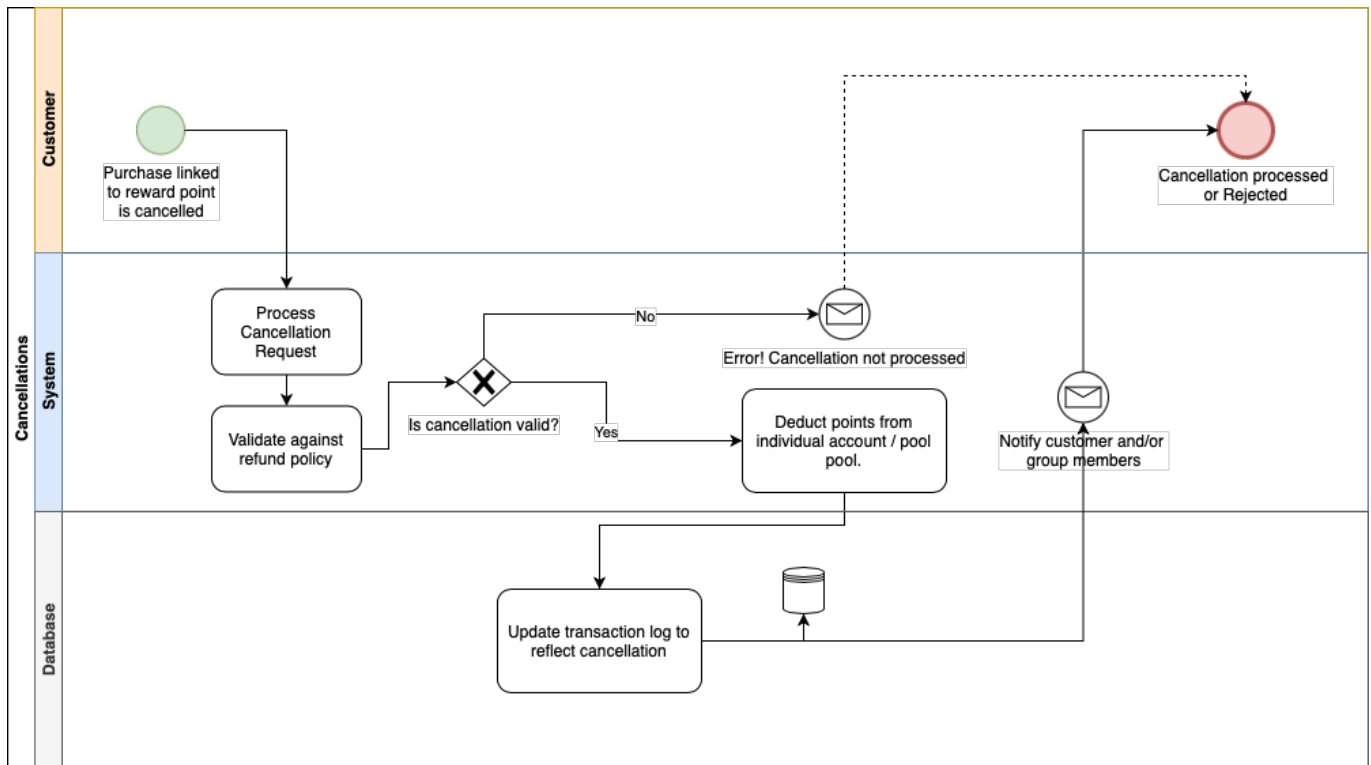 Cancellations
Customer
Purchase linked
to reward point
is cancelled
Cancellation processed
or Rejected
System
Process
Cancellation
Request
Validate against
refund policy
Is cancellation valid?
No
Yes
Error! Cancellation not processed
Deduct points from
individual account / pool
pool.
Notify customer and/or
group members
Database
Update transaction log to
reflect cancellation